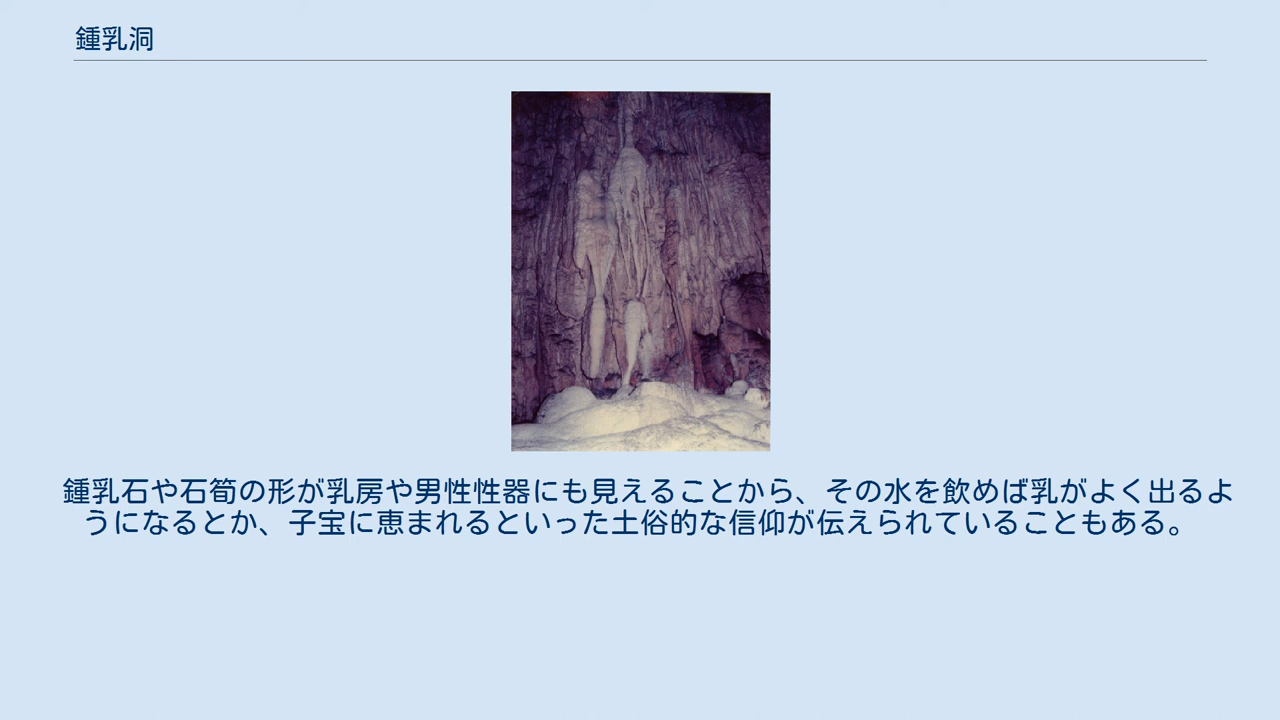 鍾乳洞
鍾乳石や石筍の形が乳房や男性性器にも見えることから、その水を飲めば乳がよく出るよ
うになるとか、子宝に恵まれるといった土俗的な信仰が伝えられていることもある。